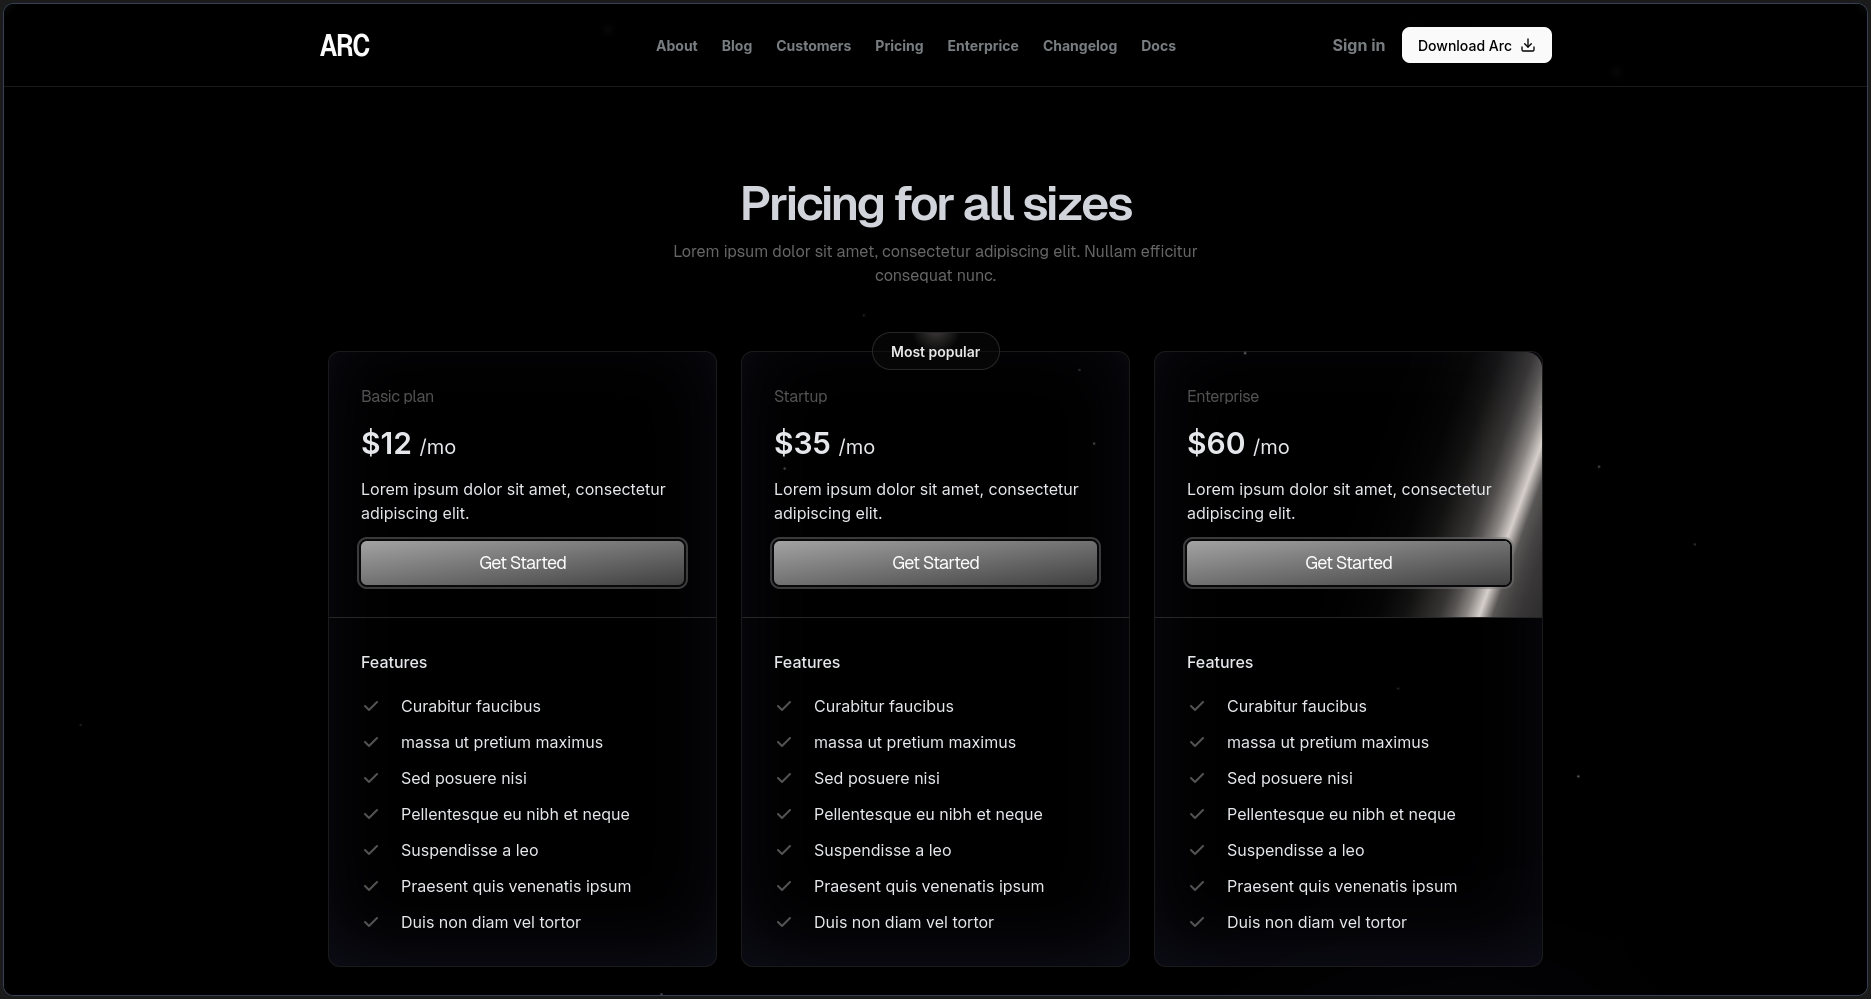 ARC
About Blog Customers Pricing Enterprice Changelog Docs
Sign in
Download Arc
Pricing for all sizes
Lorem ipsum dolor sit amet, consectetur adipiscing elit. Nullam efficitur
consequat nunc.
Basic plan
$12 /mo
Lorem ipsum dolor sit amet, consectetur
adipiscing elit.
Get Started
Features
Curabitur faucibus
massa ut pretium maximus
Sed posuere nisi
Pellentesque eu nibh et neque
Suspendisse a leo
Praesent quis venenatis ipsum
Duis non diam vel tortor
Most popular
Startup
$35 /mo
Lorem ipsum dolor sit amet, consectetur
adipiscing elit.
Get Started
Features
Curabitur faucibus
massa ut pretium maximus
Sed posuere nisi
Pellentesque eu nibh et neque
Suspendisse a leo
Praesent quis venenatis ipsum
Duis non diam vel tortor
Enterprise
$60 /mo
Lorem ipsum dolor sit amet, consectetur
adipiscing elit.
Get Started
Features
Curabitur faucibus
massa ut pretium maximus
Sed posuere nisi
Pellentesque eu nibh et neque
Suspendisse a leo
Praesent quis venenatis ipsum
Duis non diam vel tortor